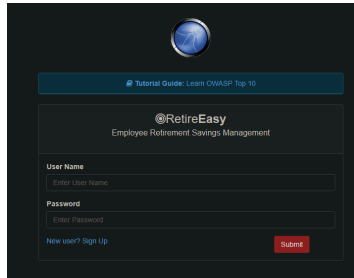 Tutorial Guide: Learn OWASP Top 10
RetireEasy
Employee Retirement Savings Management
User Name
Enter User Name
Password
Enter Password
New user? Sign Up
Submit